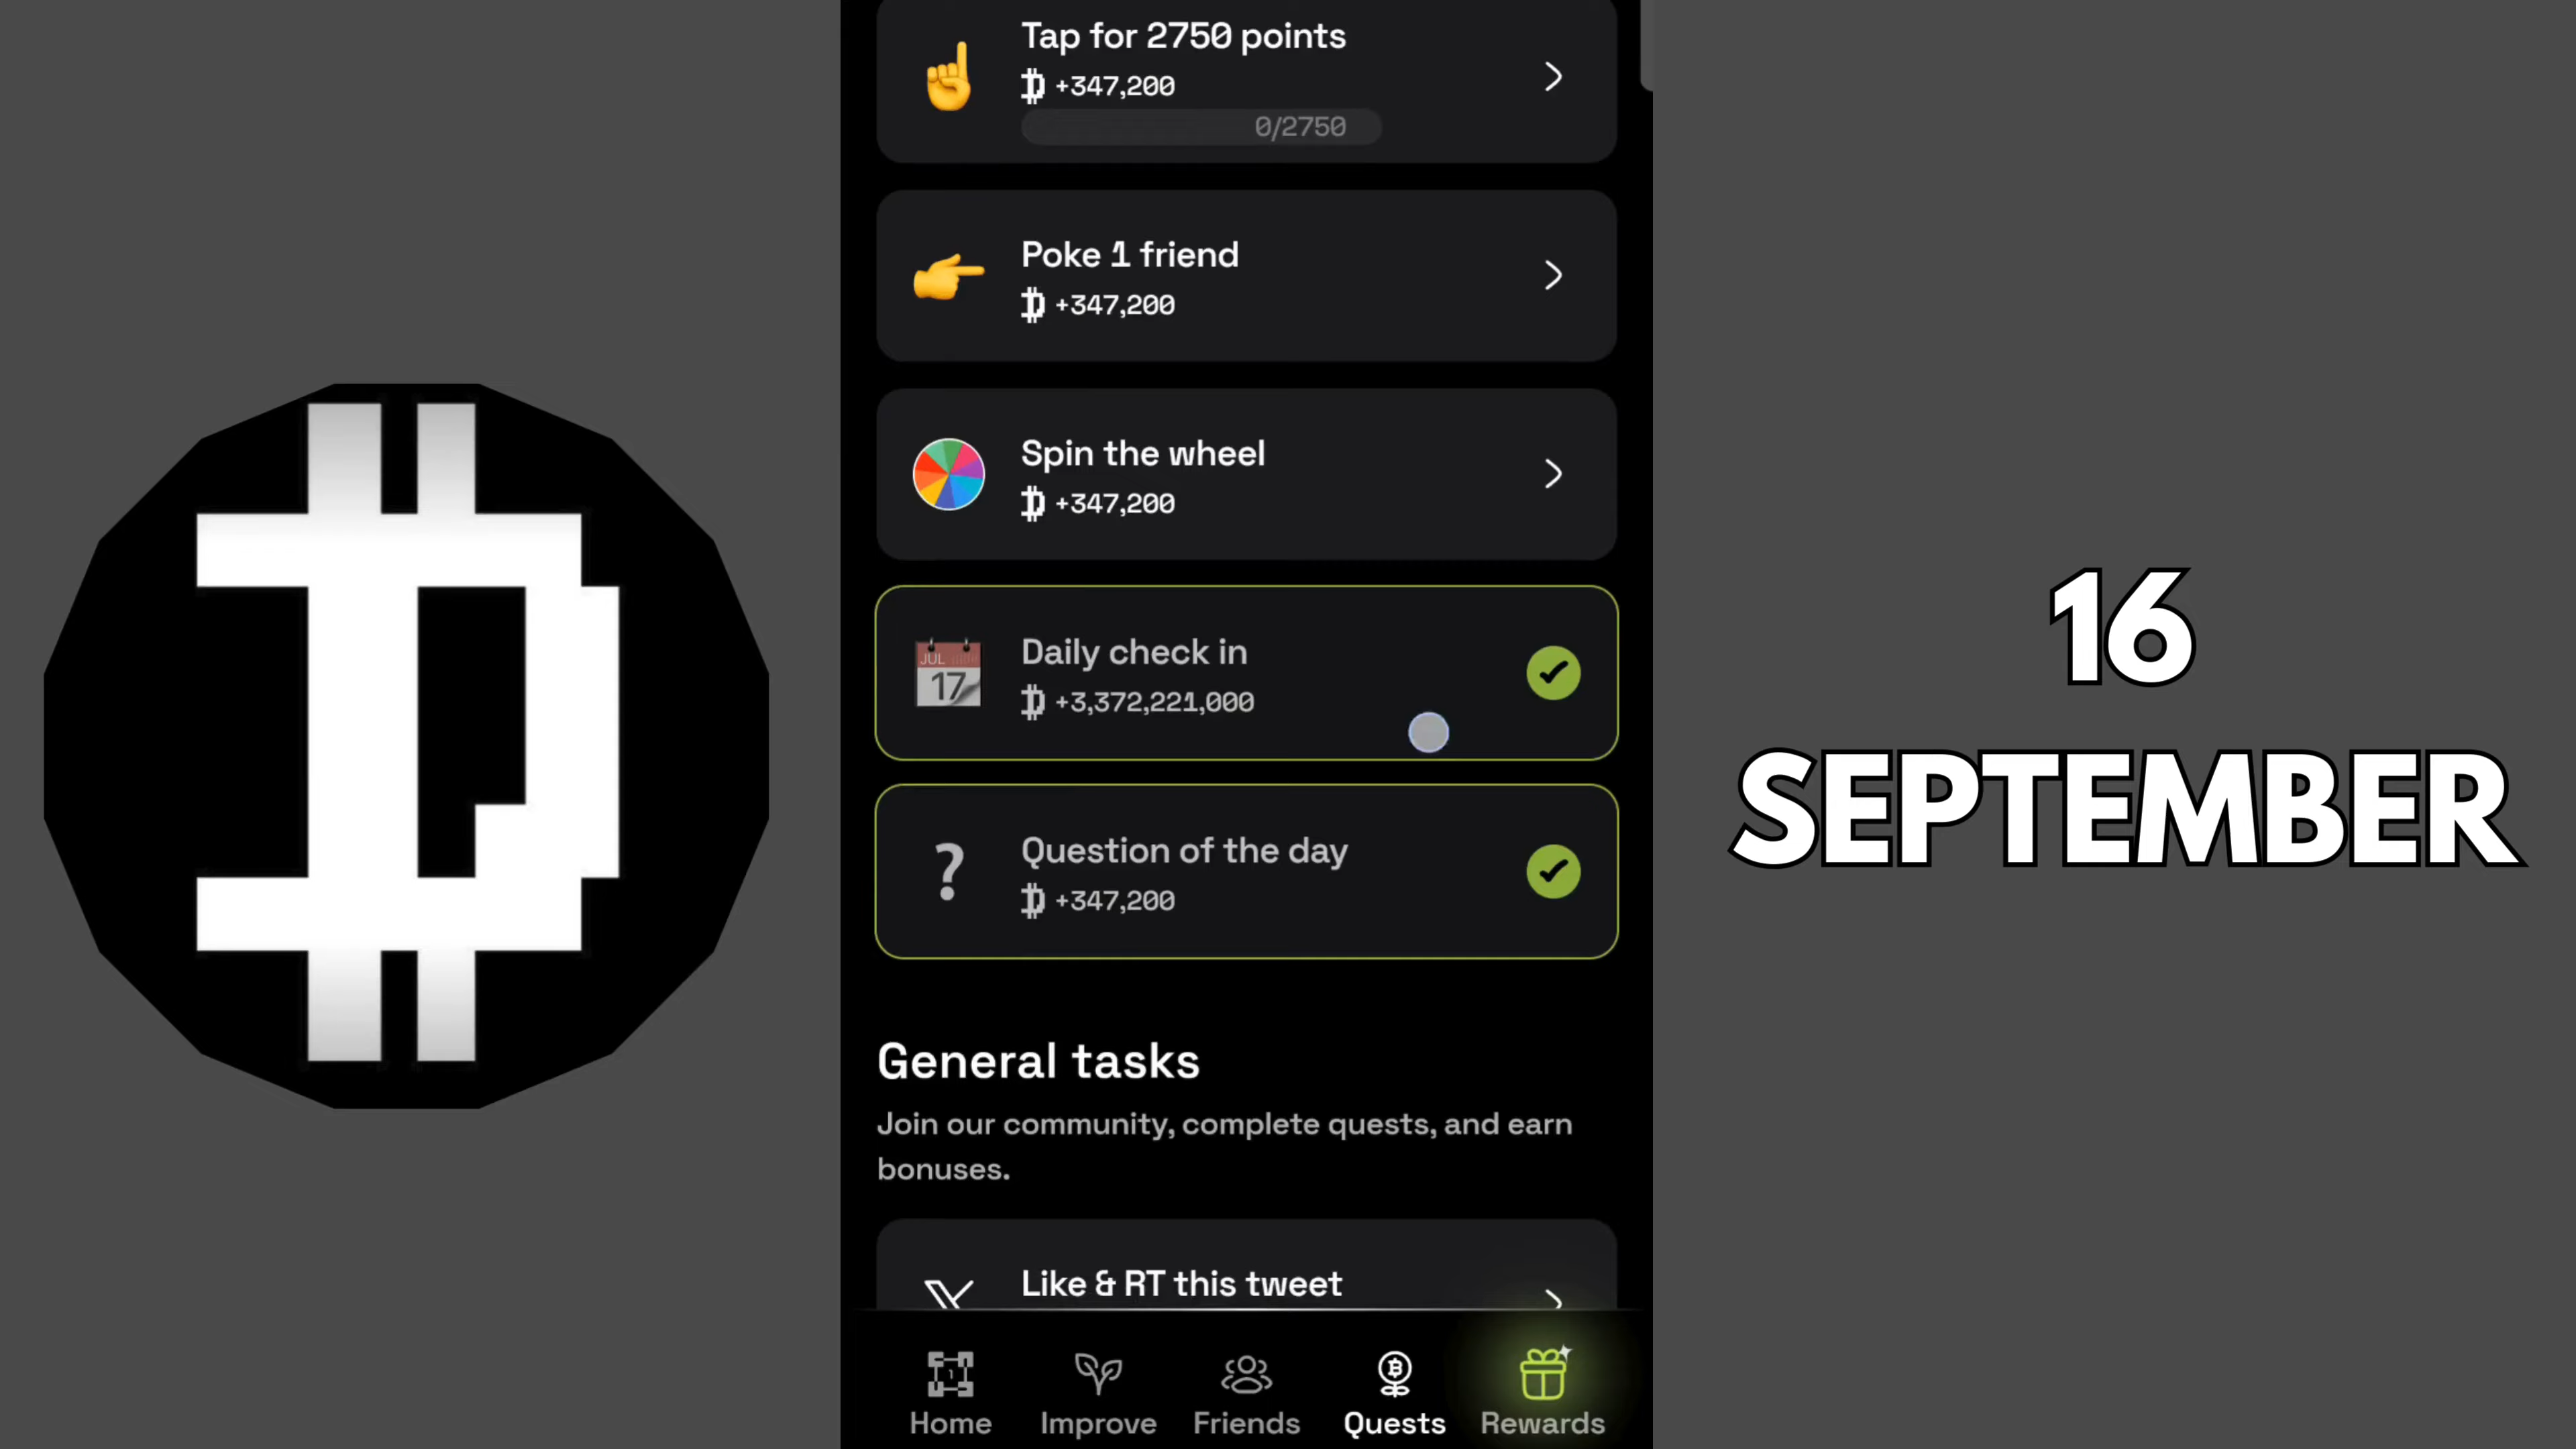 Tap for 2750 points
+347,200
0/2750
Poke 1 friend
+347,200
Spin the wheel
+347,200
JUL
17
Daily check in
+3,372,221,000
?
Question of the day
+347,200
General tasks
Join our community, complete quests, and earn
bonuses.
Like & RT this tweet
Home
Improve
Friends
Quests
Rewards
16
SEPTEMBER